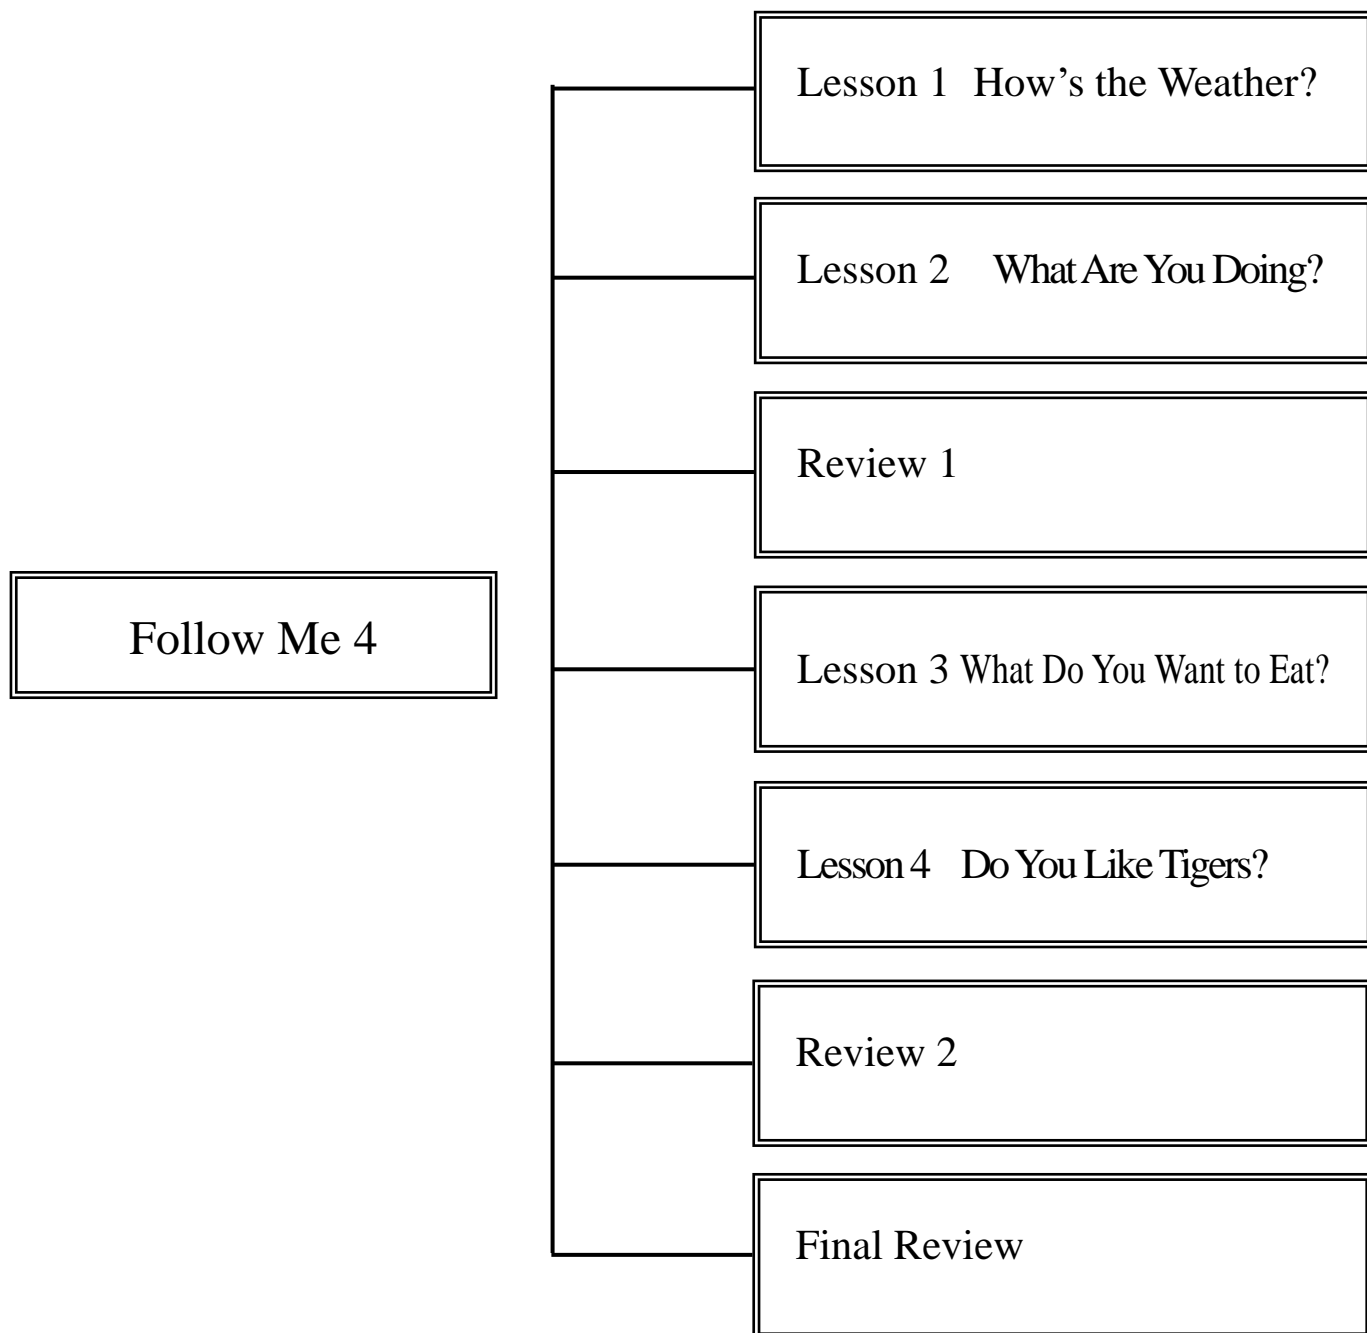 Follow Me 4
Lesson 1 How’s the Weather?
Lesson 2 What Are You Doing?
Review 1
Lesson 3 What Do You Want to Eat?
Lesson 4 Do You Like Tigers?
Review 2
Final Review